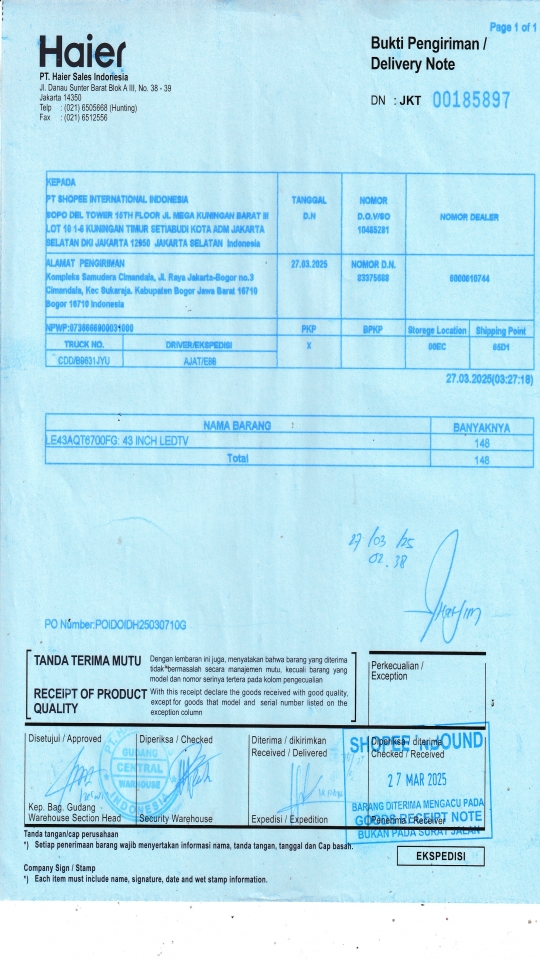 Page 1 of 1
Haier
PT. Haier Sales Indonesia
Jl. Danau Sunter Barat Blok A III, No. 38 - 39
Jakarta 14350
Telp : (021) 6505668 (Hunting)
Fax : (021) 6512556
Bukti Pengiriman /
Delivery Note
DN : JKT 00185897
KEPADA
PT SHOPEE INTERNATIONAL INDONESIA
SOPO DEL TOWER 15TH FLOOR JL MEGA KUNINGAN BARAT III
LOT 10 1-6 KUNINGAN TIMUR SETIABUDI KOTA ADM JAKARTA
SELATAN DKI JAKARTA 12950 JAKARTA SELATAN Indonesia
TANGGAL
D.N
NOMOR
D.O.V/SO
10485281
NOMOR DEALER
ALAMAT PENGIRIMAN
Kompleks Samudera Cimandala, Jl. Raya Jakarta-Bogor no.3
Cimandala, Kec Sukaraja. Kabupaten Bogor Jawa Barat 16710
Bogor 16710 Indonesia
27.03.2025
NOMOR D.N.
83375688
6000010744
PKP BPKP Storege Location Shipping Point
TRUCK NO. DRIVER/EKSPEDISI X 00EC 65D1
CDD/B9631JYU AJAT/E66
27.03.2025(03:27:18)
NAMA BARANG BANYAKNYA
LE43AQT6700FG: 43 INCH LEDTV 148
Total 148
27/03/25
02.38
PO Number:POIDOIDH25030710G
TANDA TERIMA MUTU
RECEIPT OF PRODUCT
QUALITY
Dengan lembaran ini juga, menyatakan bahwa barang yang diterima
tidak bermasalah secara manajemen mutu, kecuali barang yang
model dan nomor serinya tertera pada kolom pengecualian
With this receipt declare the goods received with good quality,
except for goods that model and serial number listed on the
exception column
Perkecualian /
Exception
Disetujui / Approved
Kep. Bag. Gudang
Warehouse Section Head
Diperiksa / Checked
Security Warehouse
GUDANG
CENTRAL
WAREHOUSE
INDONESIA
Diterima / dikirimkan
Received / Delivered
Expedisi / Expedition
Diperiksa / diterima
Checked / Received
Penerima / Receiver
SHOPEE INBOUND
27 MAR 2025
BARANG DITERIMA MENGACU PADA
GOODS RECEIPT NOTE
BUKAN PADA SURAT JALAN
Tanda tangan/cap perusahaan
*) Setiap penerimaan barang wajib menyertakan informasi nama, tanda tangan, tanggal dan Cap basah.
EKSPEDISI
Company Sign / Stamp
*) Each item must include name, signature, date and wet stamp information.